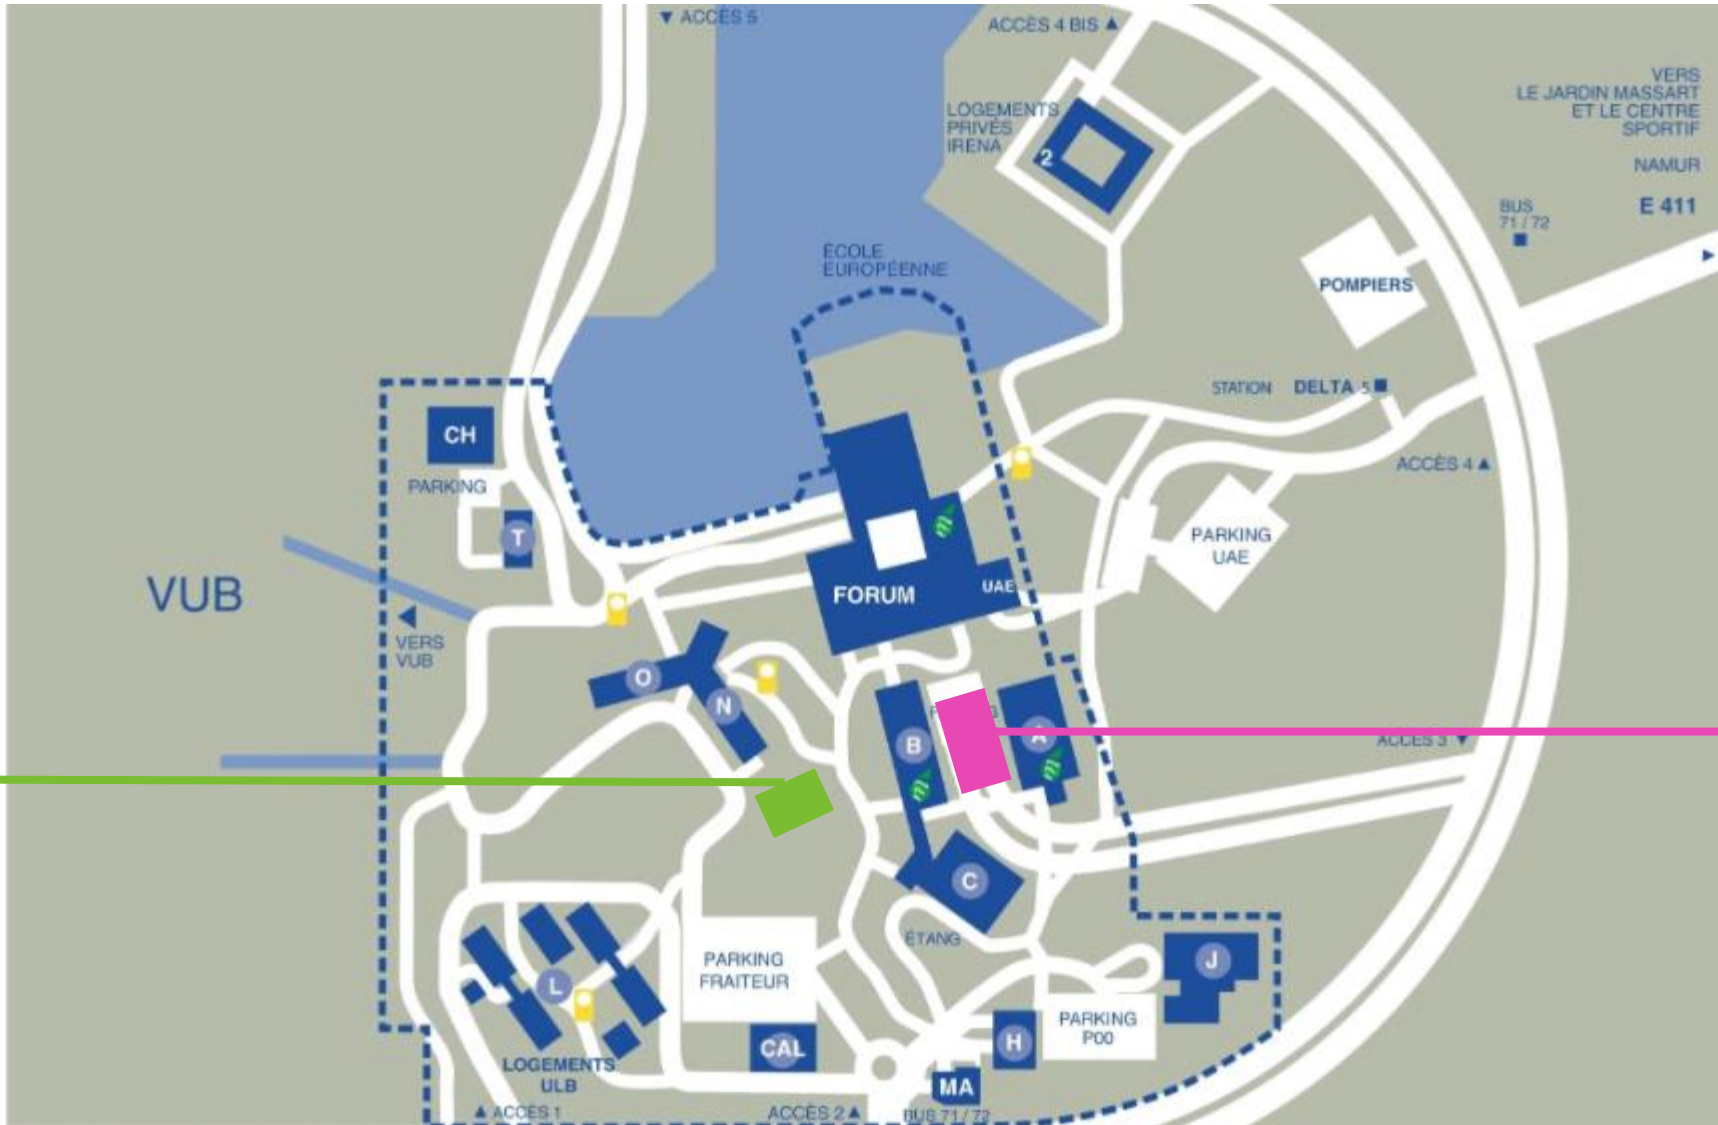 ▼ ACCÈS 5
ACCÈS 4 BIS ▲
VERS
LE JARDIN MASSART
ET LE CENTRE
SPORTIF
NAMUR
E 411
BUS
71 / 72
LOGEMENTS
PRIVÉS
IRENA
2
ÉCOLE
EUROPÉENNE
POMPIERS
STATION DELTA 5
ACCÈS 4 ▲
CH
PARKING
T
PARKING
UAE
VUB
VERS
VUB
FORUM
UAE
m
O
N
B
m
A
m
ACCÈS 3 ▼
C
ÉTANG
PARKING
FRAITEUR
J
L
PARKING
P00
H
CAL
MA
LOGEMENTS
ULB
▲ ACCÈS 1
ACCÈS 2 ▲
BUS 71 / 72